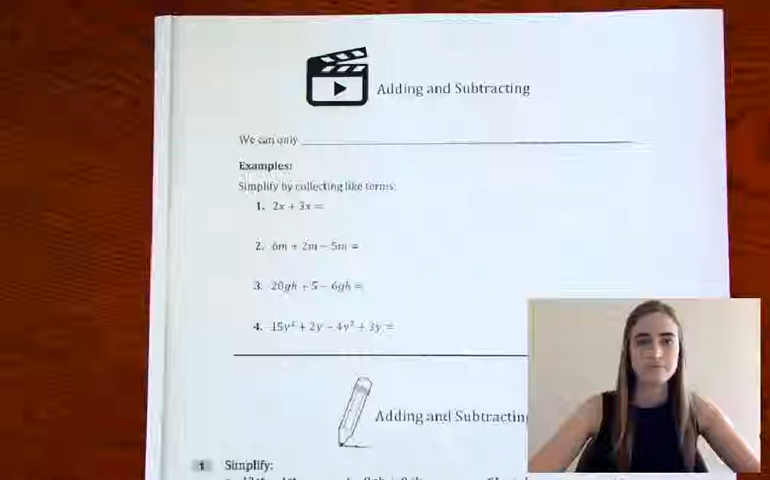 Adding and Subtracting
We can only
Examples:
Simplify by collecting like terms:
1. 2x + 3x =
2. 6m + 2m − 5m =
3. 20gh + 5 − 6gh =
4. 15y² + 2y − 4y² + 3y =
Adding and Subtracting
1 Simplify: